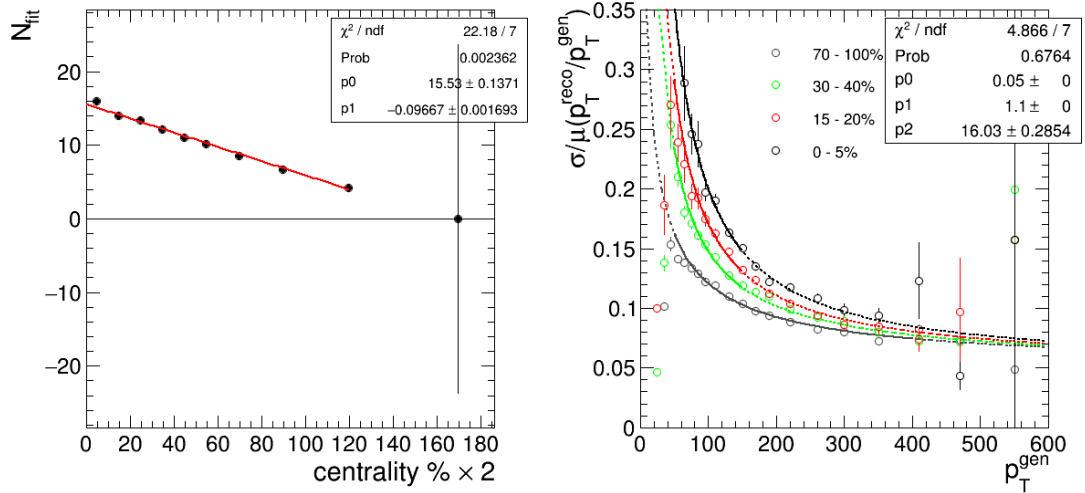 N_fit
10
0
−10
−20
0 20 40 60 80 100 120 140 160 180
centrality % × 2
χ² / ndf 22.18 / 7
Prob 0.002362
p0 15.53 ± 0.1371
p1 −0.09667 ± 0.001693
σ/μ(p_T^reco/p_T^gen)
0.35
0.3
0.25
0.2
0.15
0.1
0.05
0
0 100 200 300 400 500 600
p_T^gen
70 - 100%
30 - 40%
15 - 20%
0 - 5%
χ² / ndf 4.866 / 7
Prob 0.6764
p0 0.05 ± 0
p1 1.1 ± 0
p2 16.03 ± 0.2854